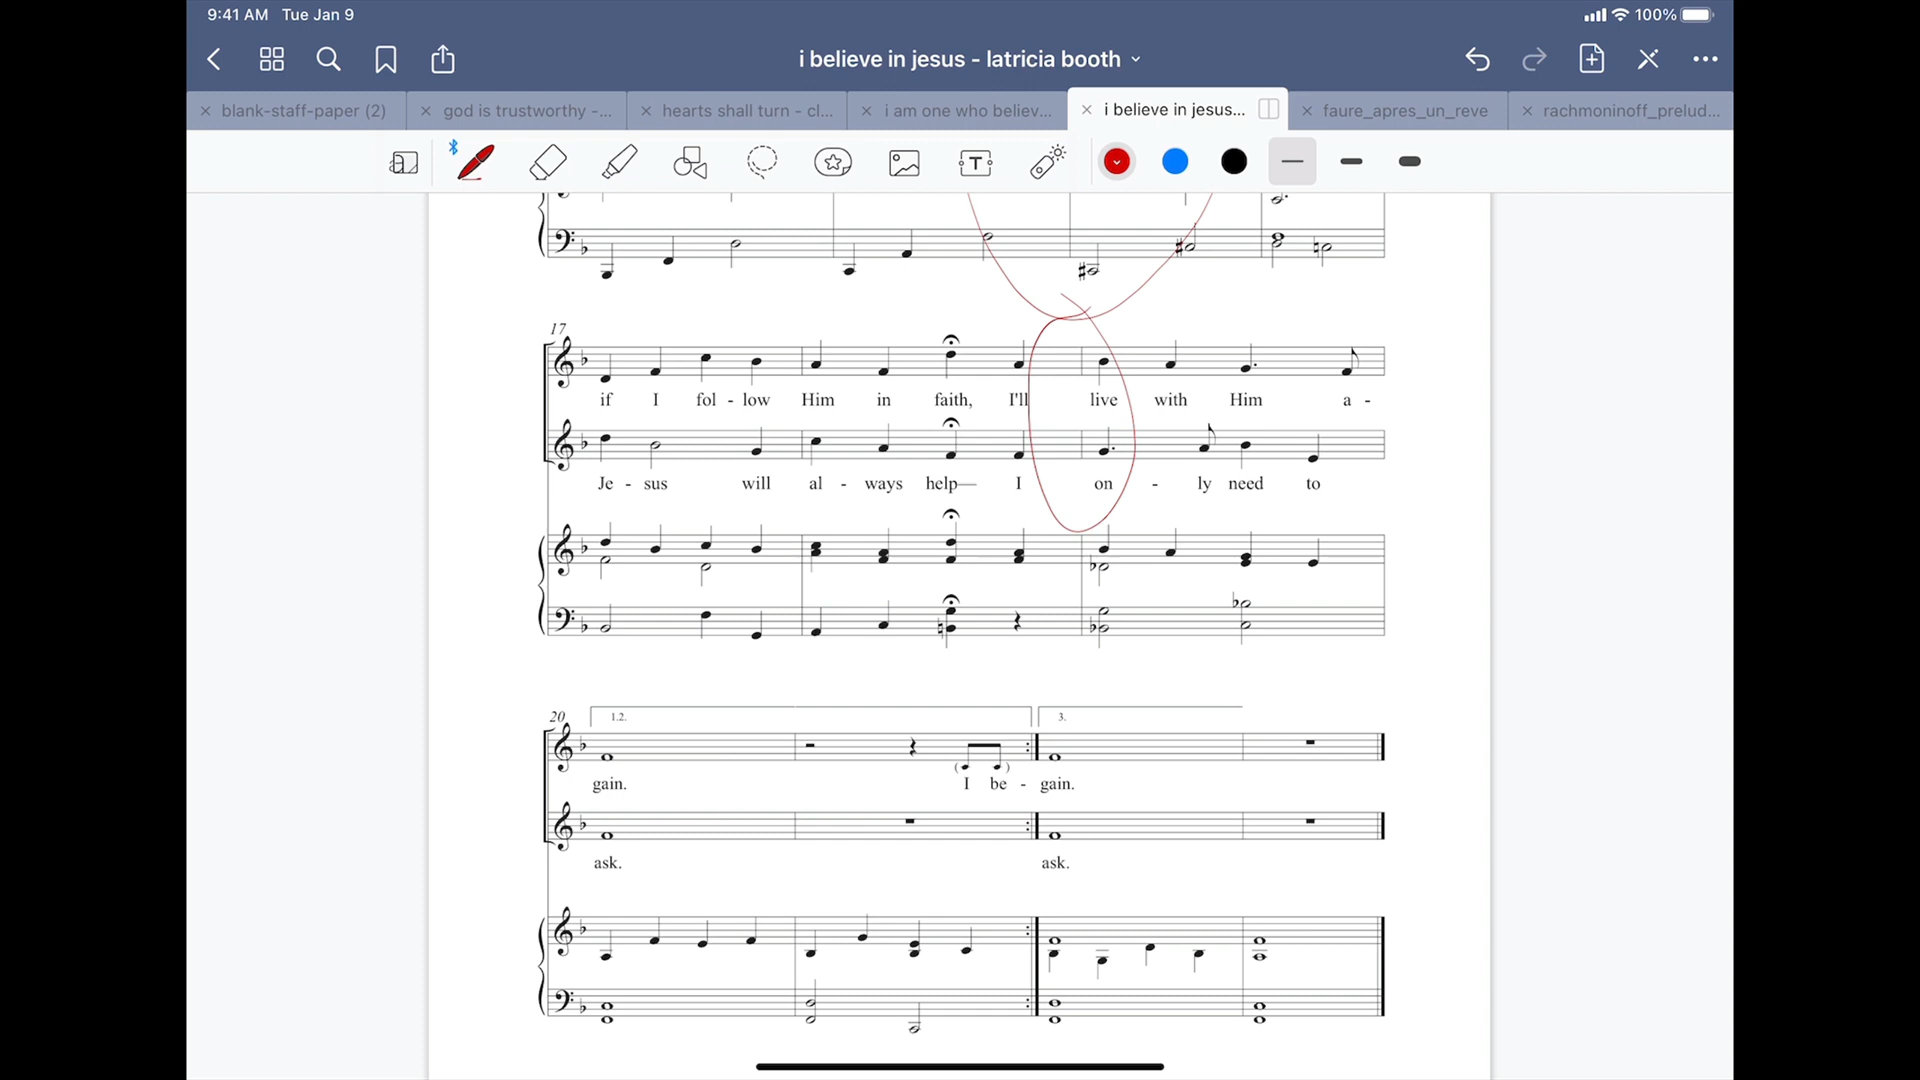 9:41 AM Tue Jan 9 100%
i believe in jesus - latricia booth
blank-staff-paper (2) god is trustworthy -... hearts shall turn - cl... i am one who believ... i believe in jesus... faure_apres_un_reve rachmoninoff_prelud...
a T
17
if I fol - low Him in faith, I'll live with Him a -
Je - sus will al - ways help— I on - ly need to
20 1.2. 3.
gain. I be - gain.
ask. ask.